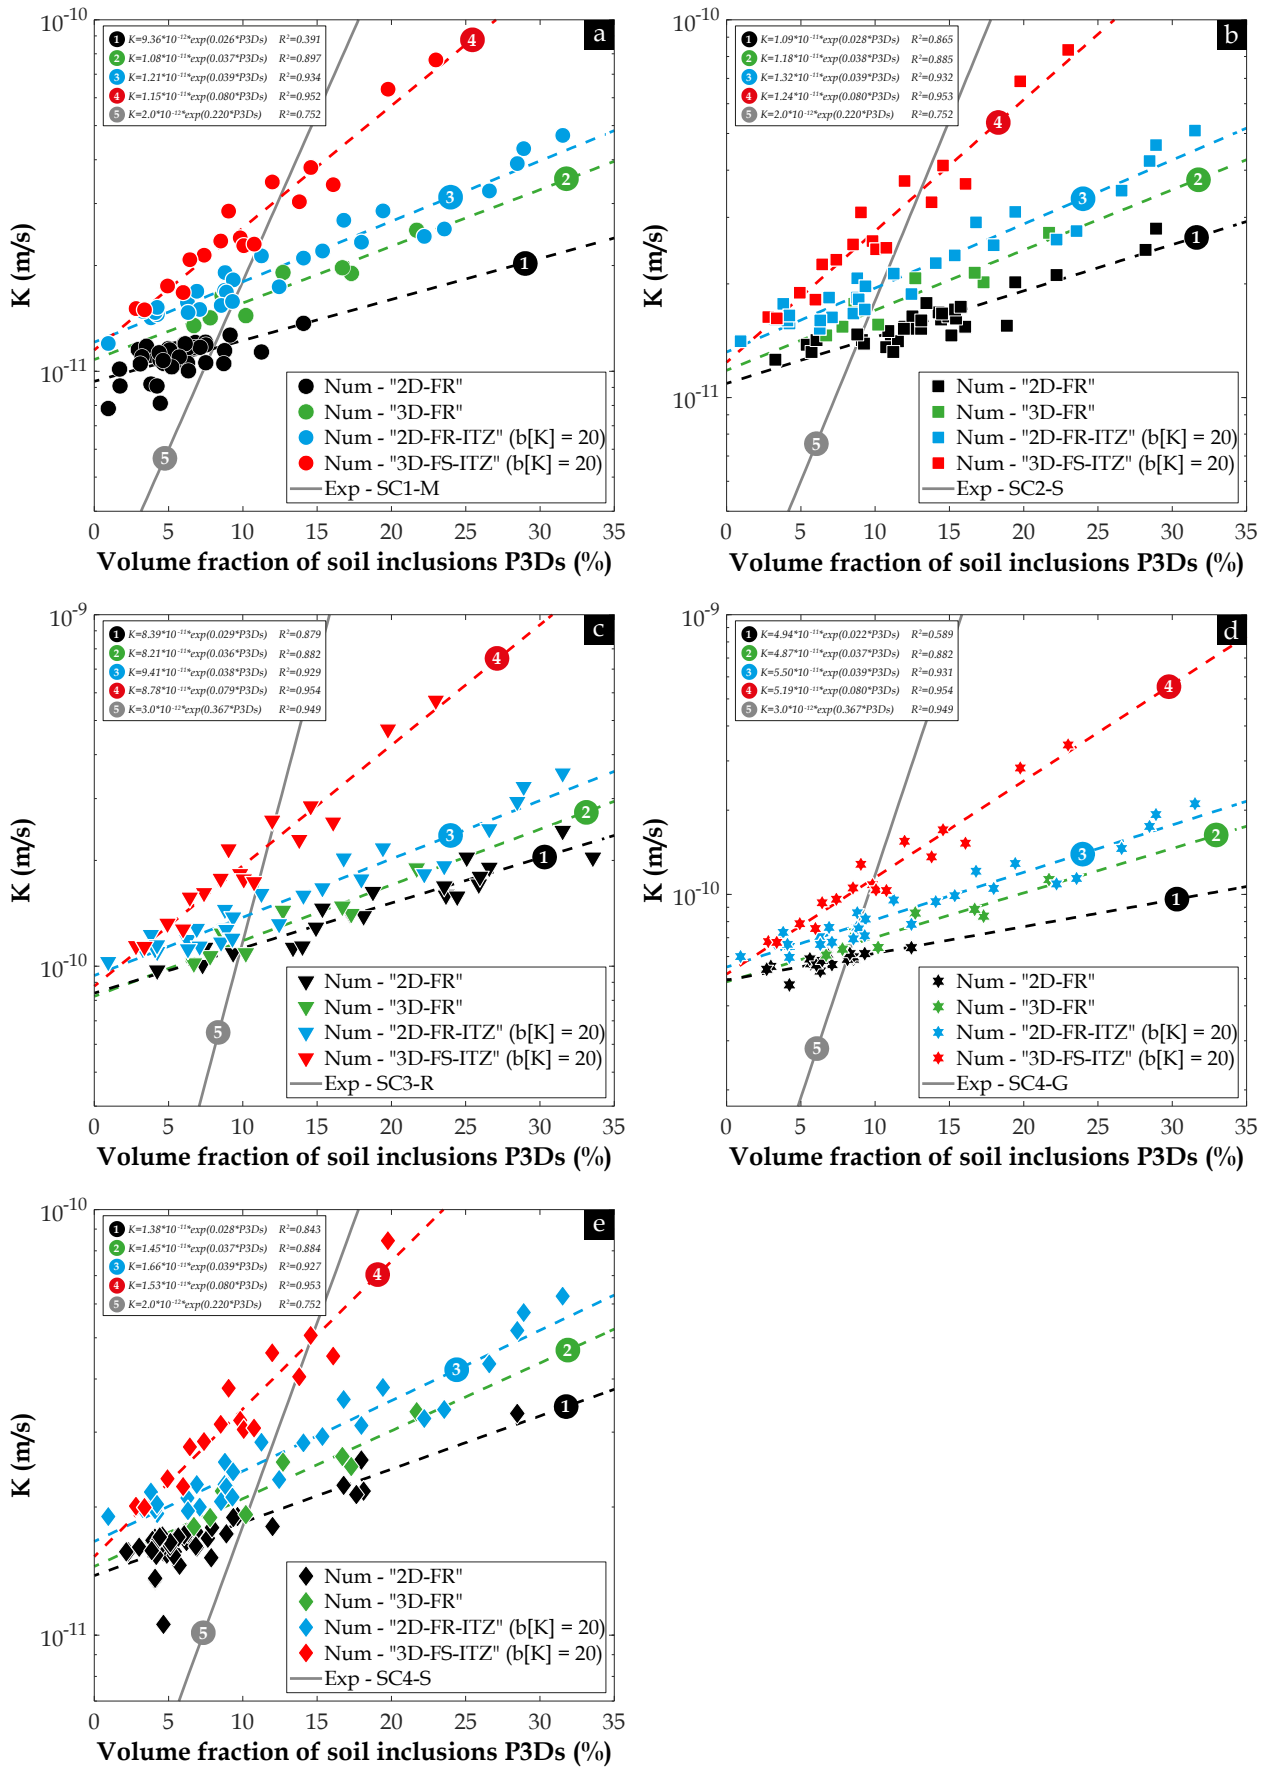 10⁻¹⁰
a
1 K=9.36*10⁻¹²*exp(0.026*P3Ds) R²=0.391
2 K=1.08*10⁻¹¹*exp(0.037*P3Ds) R²=0.897
3 K=1.21*10⁻¹¹*exp(0.039*P3Ds) R²=0.934
4 K=1.15*10⁻¹¹*exp(0.080*P3Ds) R²=0.952
5 K=2.0*10⁻¹²*exp(0.220*P3Ds) R²=0.752
4
2
3
1
5
K (m/s)
10⁻¹¹
Num - "2D-FR"
Num - "3D-FR"
Num - "2D-FR-ITZ" (b[K] = 20)
Num - "3D-FS-ITZ" (b[K] = 20)
Exp - SC1-M
0 5 10 15 20 25 30 35
Volume fraction of soil inclusions P3Ds (%)
10⁻¹⁰
b
1 K=1.09*10⁻¹¹*exp(0.028*P3Ds) R²=0.865
2 K=1.18*10⁻¹¹*exp(0.038*P3Ds) R²=0.885
3 K=1.32*10⁻¹¹*exp(0.039*P3Ds) R²=0.932
4 K=1.24*10⁻¹¹*exp(0.080*P3Ds) R²=0.953
5 K=2.0*10⁻¹²*exp(0.220*P3Ds) R²=0.752
4
2
3
1
5
K (m/s)
10⁻¹¹
Num - "2D-FR"
Num - "3D-FR"
Num - "2D-FR-ITZ" (b[K] = 20)
Num - "3D-FS-ITZ" (b[K] = 20)
Exp - SC2-S
0 5 10 15 20 25 30 35
Volume fraction of soil inclusions P3Ds (%)
10⁻⁹
c
1 K=8.39*10⁻¹¹*exp(0.029*P3Ds) R²=0.879
2 K=8.21*10⁻¹¹*exp(0.036*P3Ds) R²=0.882
3 K=9.41*10⁻¹¹*exp(0.038*P3Ds) R²=0.929
4 K=8.78*10⁻¹¹*exp(0.079*P3Ds) R²=0.954
5 K=3.0*10⁻¹²*exp(0.367*P3Ds) R²=0.949
4
2
3
1
5
K (m/s)
10⁻¹⁰
Num - "2D-FR"
Num - "3D-FR"
Num - "2D-FR-ITZ" (b[K] = 20)
Num - "3D-FS-ITZ" (b[K] = 20)
Exp - SC3-R
0 5 10 15 20 25 30 35
Volume fraction of soil inclusions P3Ds (%)
10⁻⁹
d
1 K=4.94*10⁻¹¹*exp(0.022*P3Ds) R²=0.589
2 K=4.87*10⁻¹¹*exp(0.037*P3Ds) R²=0.882
3 K=5.50*10⁻¹¹*exp(0.039*P3Ds) R²=0.931
4 K=5.19*10⁻¹¹*exp(0.080*P3Ds) R²=0.954
5 K=3.0*10⁻¹²*exp(0.367*P3Ds) R²=0.949
4
2
3
1
5
K (m/s)
10⁻¹⁰
Num - "2D-FR"
Num - "3D-FR"
Num - "2D-FR-ITZ" (b[K] = 20)
Num - "3D-FS-ITZ" (b[K] = 20)
Exp - SC4-G
0 5 10 15 20 25 30 35
Volume fraction of soil inclusions P3Ds (%)
10⁻¹⁰
e
1 K=1.38*10⁻¹¹*exp(0.028*P3Ds) R²=0.843
2 K=1.45*10⁻¹¹*exp(0.037*P3Ds) R²=0.884
3 K=1.66*10⁻¹¹*exp(0.039*P3Ds) R²=0.927
4 K=1.53*10⁻¹¹*exp(0.080*P3Ds) R²=0.953
5 K=2.0*10⁻¹²*exp(0.220*P3Ds) R²=0.752
4
2
3
1
5
K (m/s)
10⁻¹¹
Num - "2D-FR"
Num - "3D-FR"
Num - "2D-FR-ITZ" (b[K] = 20)
Num - "3D-FS-ITZ" (b[K] = 20)
Exp - SC4-S
0 5 10 15 20 25 30 35
Volume fraction of soil inclusions P3Ds (%)